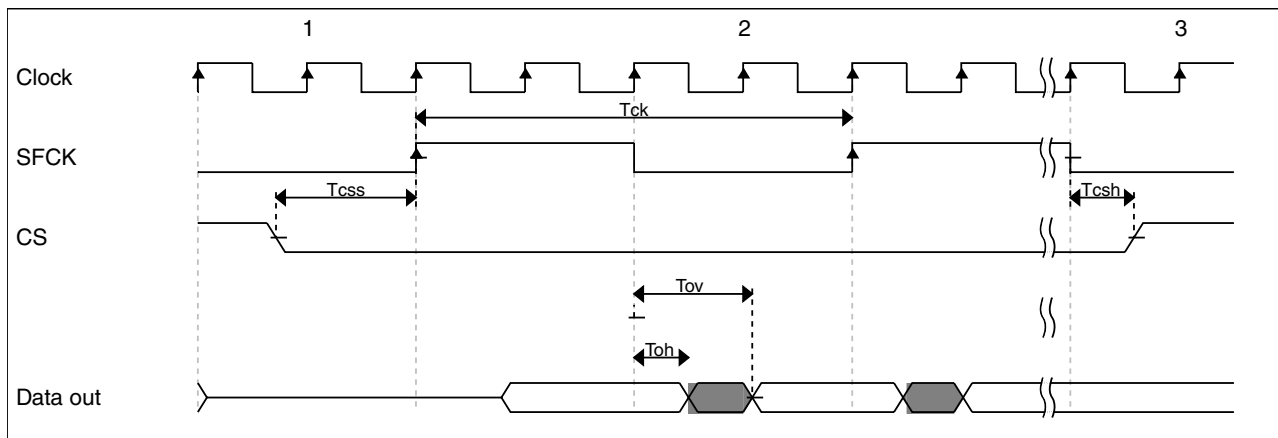 1 2 3
Clock
Tck
SFCK
Tcss Tcsh
CS
Tov
Toh
Data out